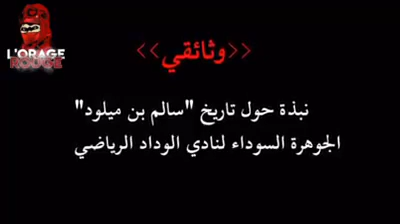 L'ORAGE
ROUGE
<<وثائقي>>
نبذة حول تاريخ "سالم بن ميلود"
الجوهرة السوداء لنادي الوداد الرياضي